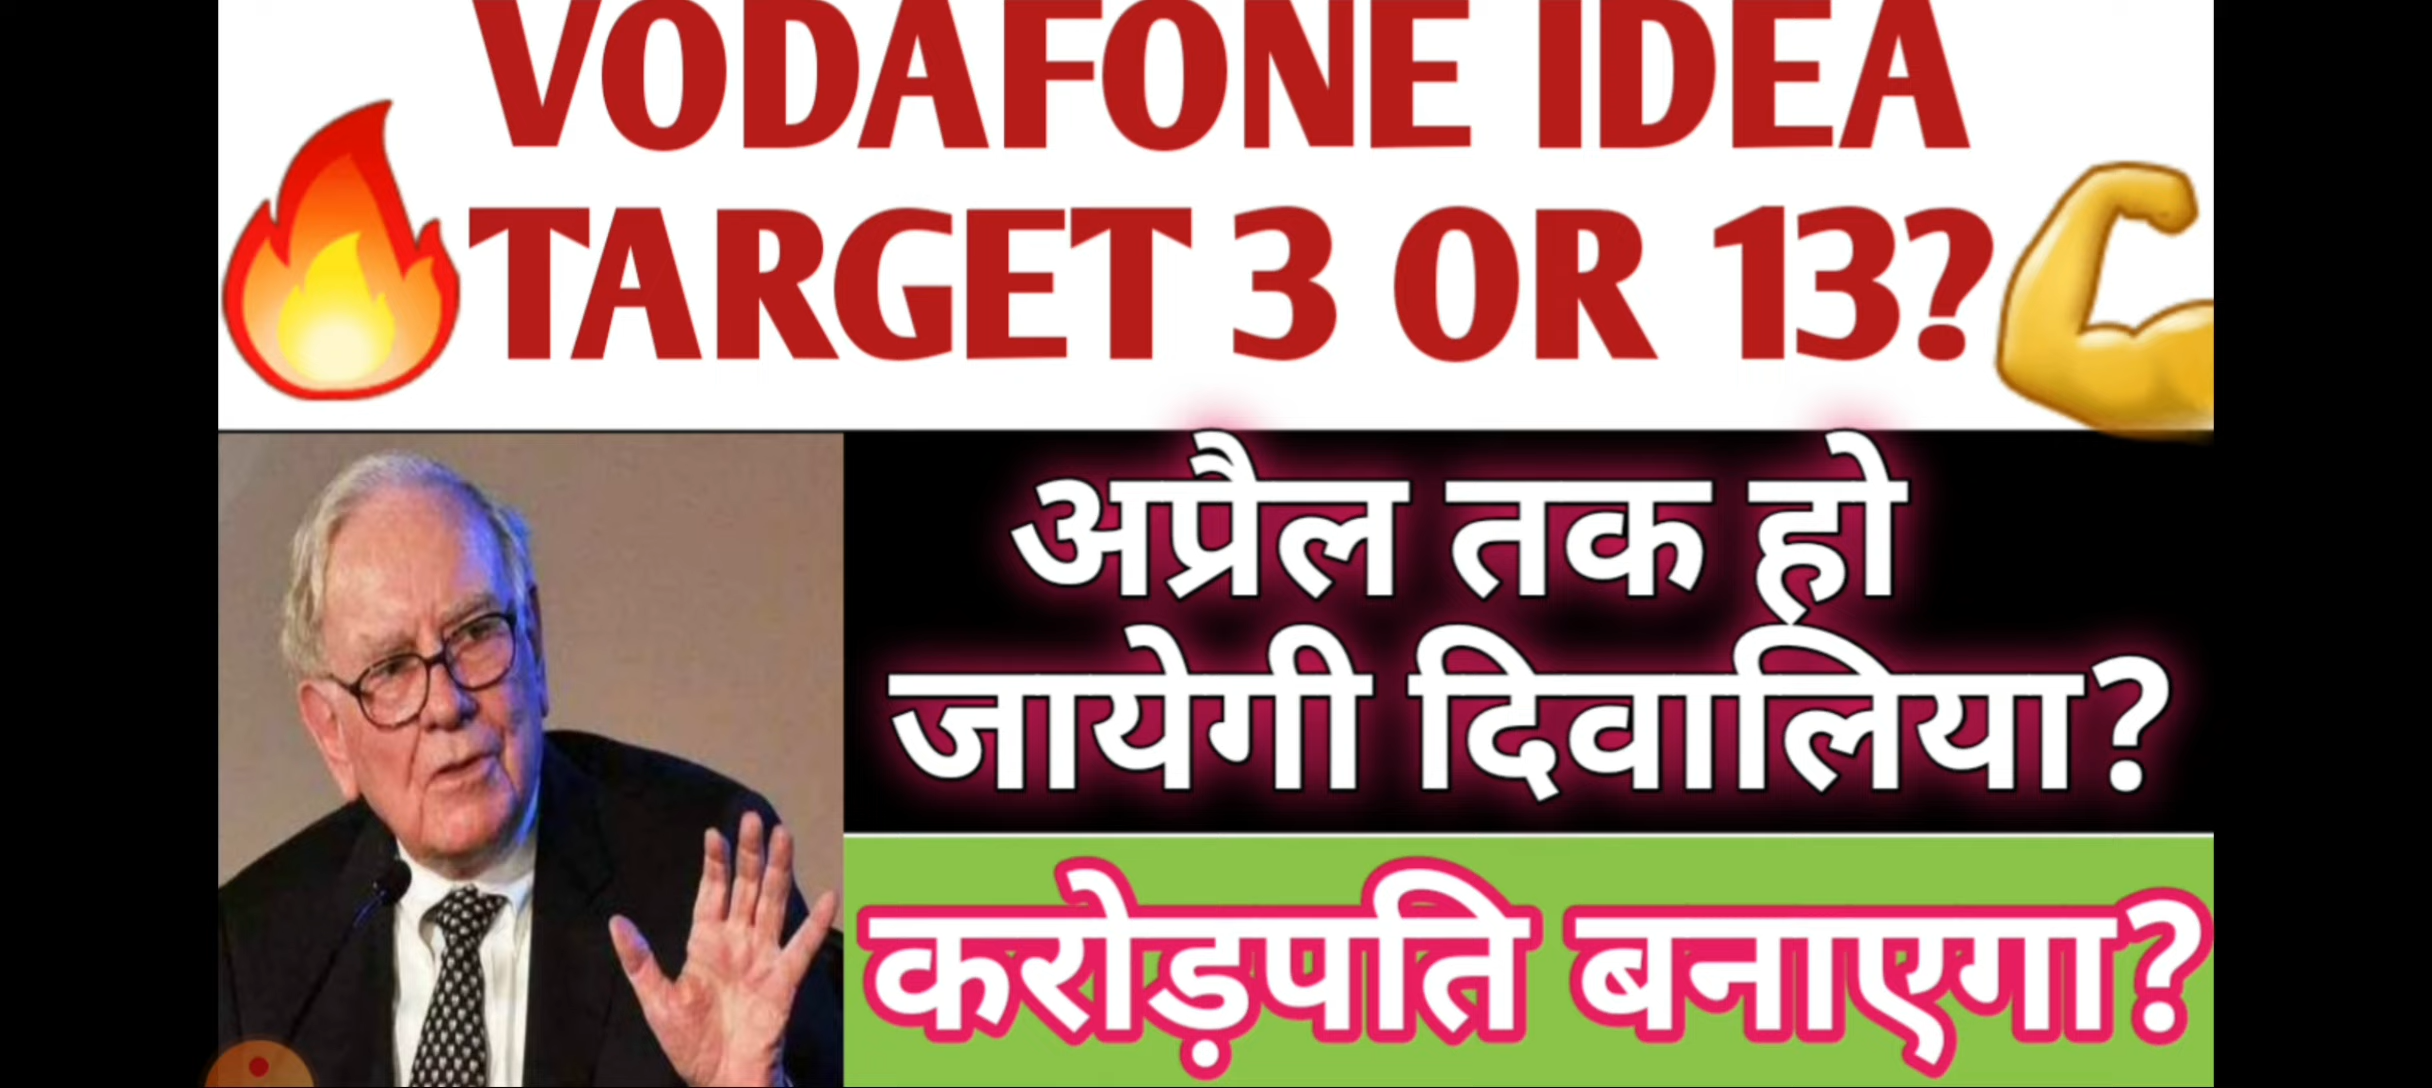 VODAFONE IDEA
TARGET 3 OR 13?
अप्रैल तक हो
जायेगी दिवालिया?
करोड़पति बनाएगा?